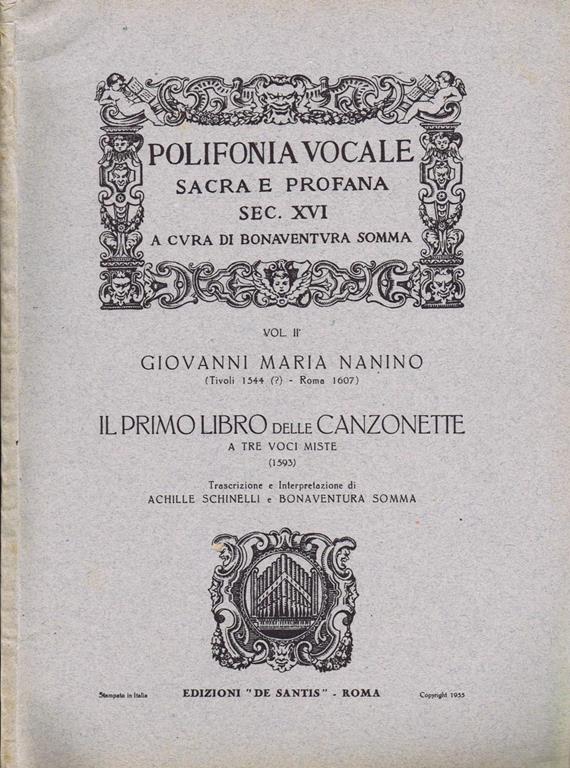 POLIFONIA VOCALE
SACRA E PROFANA
SEC. XVI
A CVRA DI BONAVENTVRA SOMMA
VOL. II°
GIOVANNI MARIA NANINO
(Tivoli 1544 (?) - Roma 1607)
IL PRIMO LIBRO DELLE CANZONETTE
A TRE VOCI MISTE
(1593)
Trascrizione e Interpretazione di
ACHILLE SCHINELLI e BONAVENTURA SOMMA
Stampato in Italia EDIZIONI "DE SANTIS" - ROMA Copyright 1955